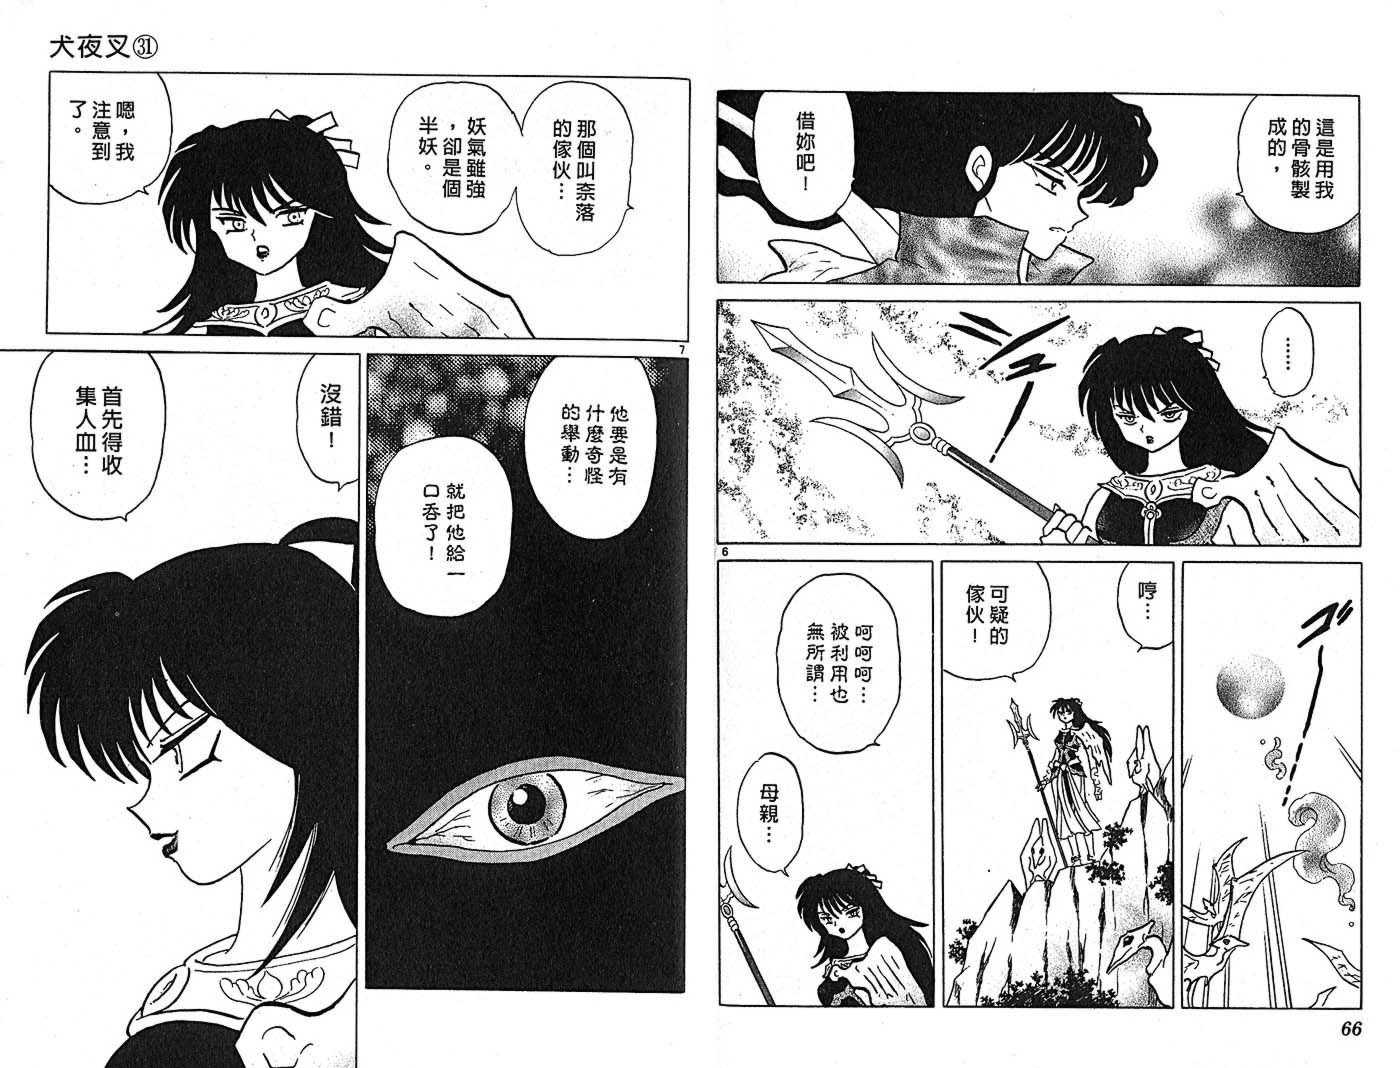 犬夜叉㉛
這是用我
的骨骸製
成的，
借妳吧！
……
6
哼…
可疑的
傢伙！
呵呵呵…
被利用也
無所謂…
母親…
66
那個叫奈落
的傢伙…
妖氣雖強
，卻是個
半妖。
嗯，我
注意到
了。
7
他要是有
什麼奇怪
的舉動…
就把他給一
口吞了！
沒錯！
首先得收
集人血…